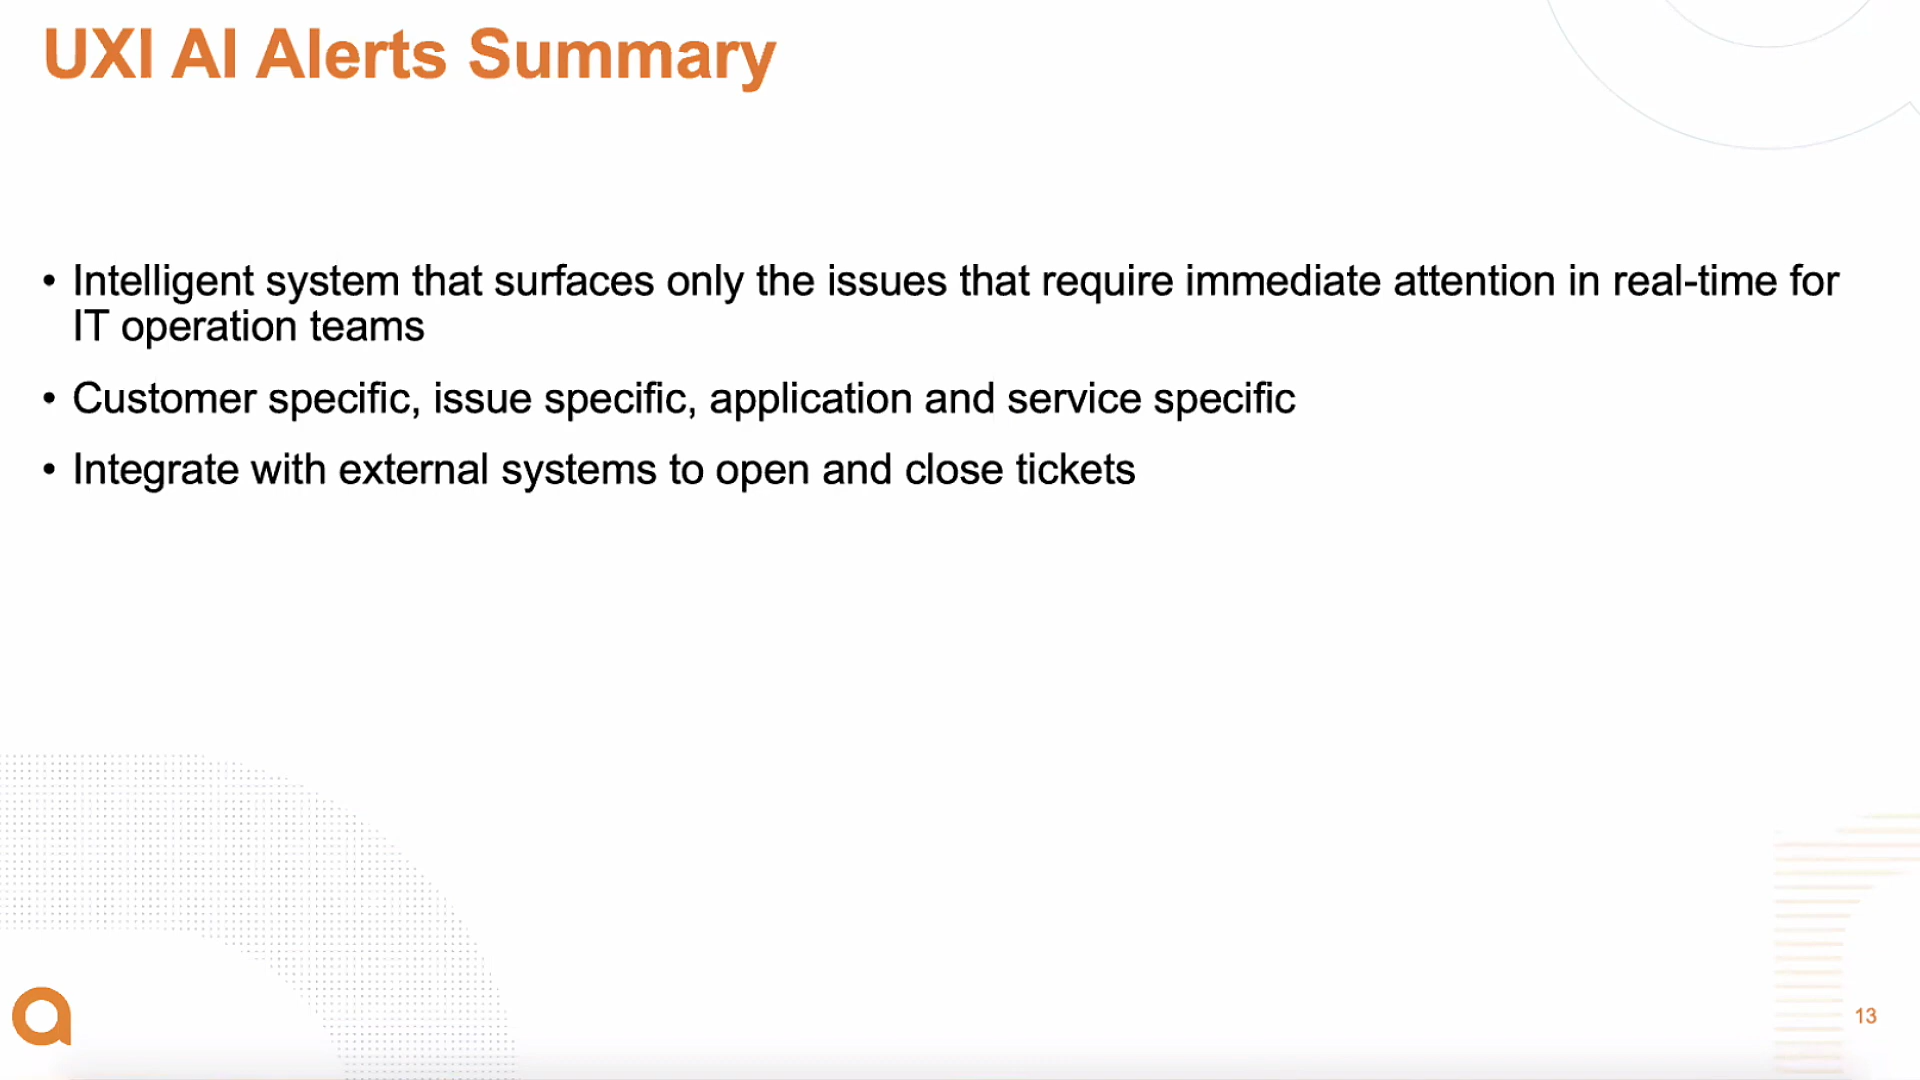 UXI AI Alerts Summary
• Intelligent system that surfaces only the issues that require immediate attention in real-time for
IT operation teams
• Customer specific, issue specific, application and service specific
• Integrate with external systems to open and close tickets
13